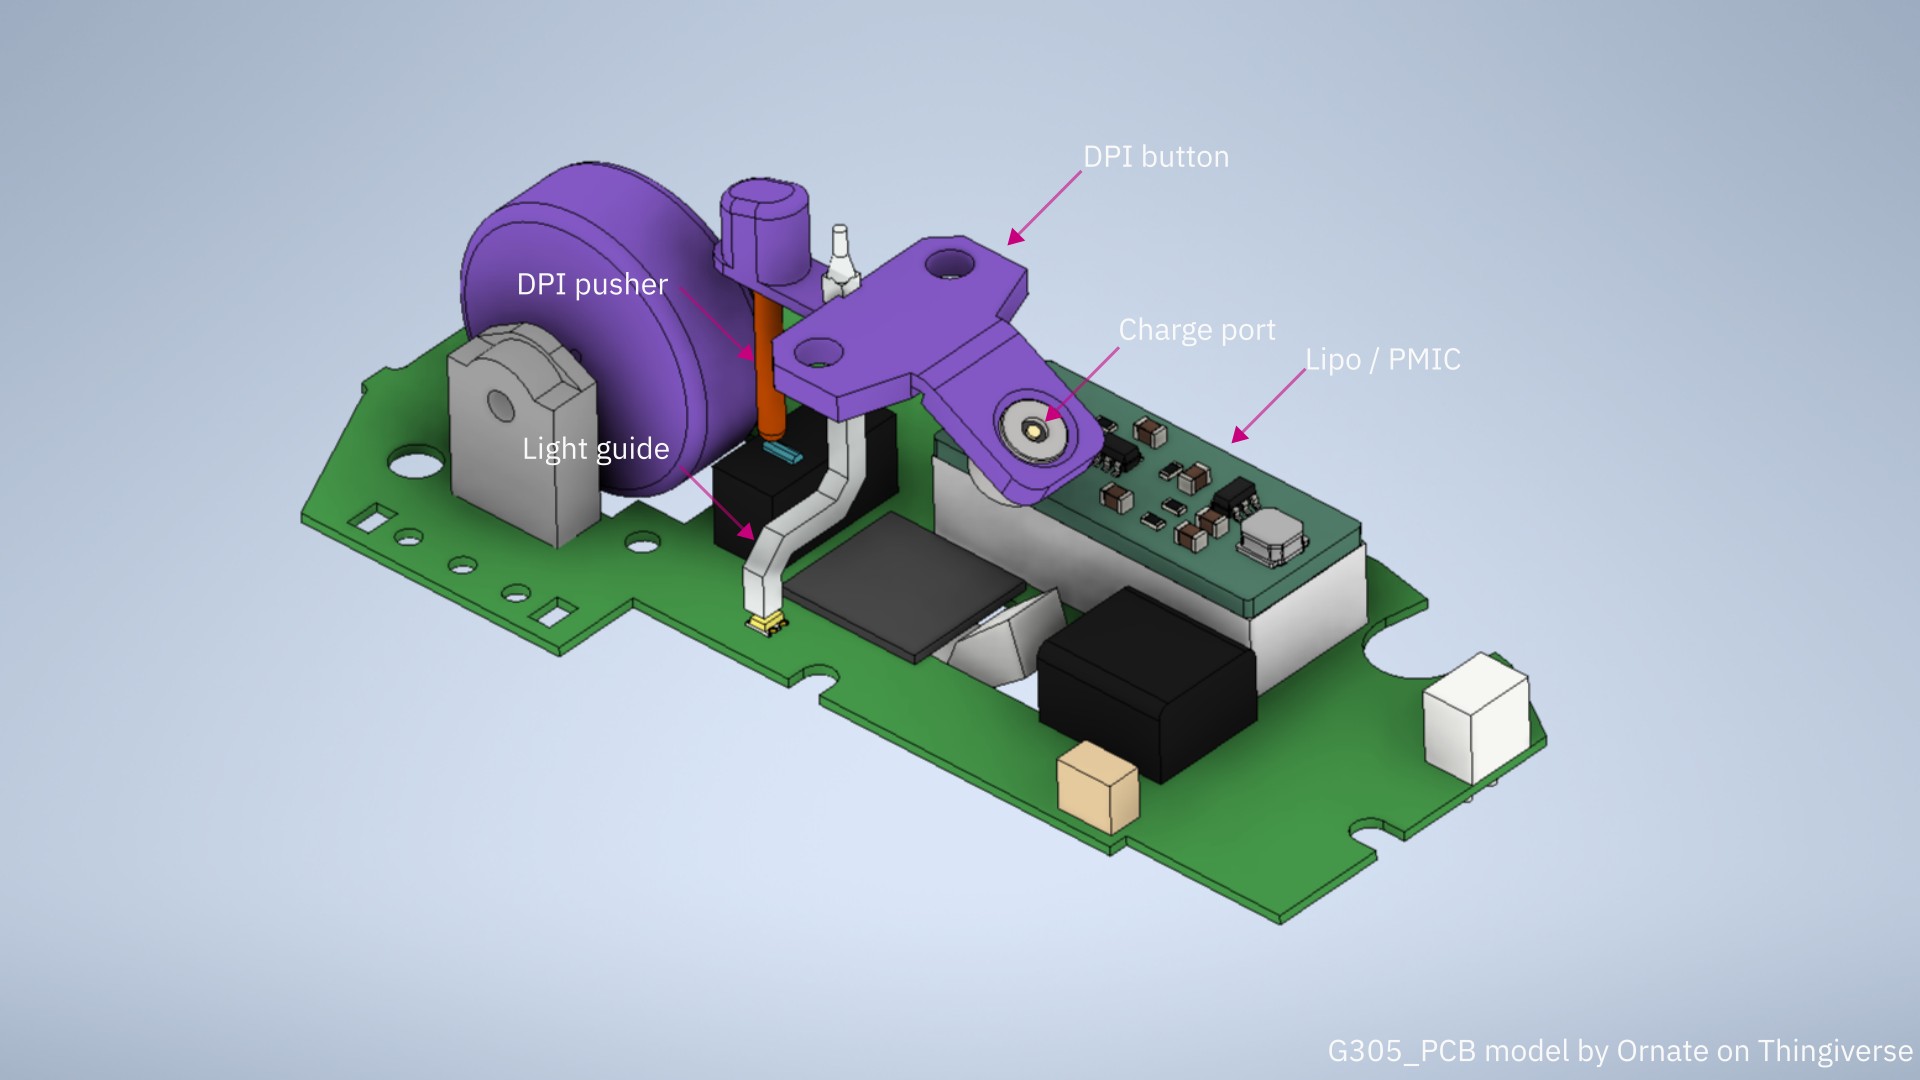 DPI button
DPI pusher
Charge port
Lipo / PMIC
Light guide
G305_PCB model by Ornate on Thingiverse